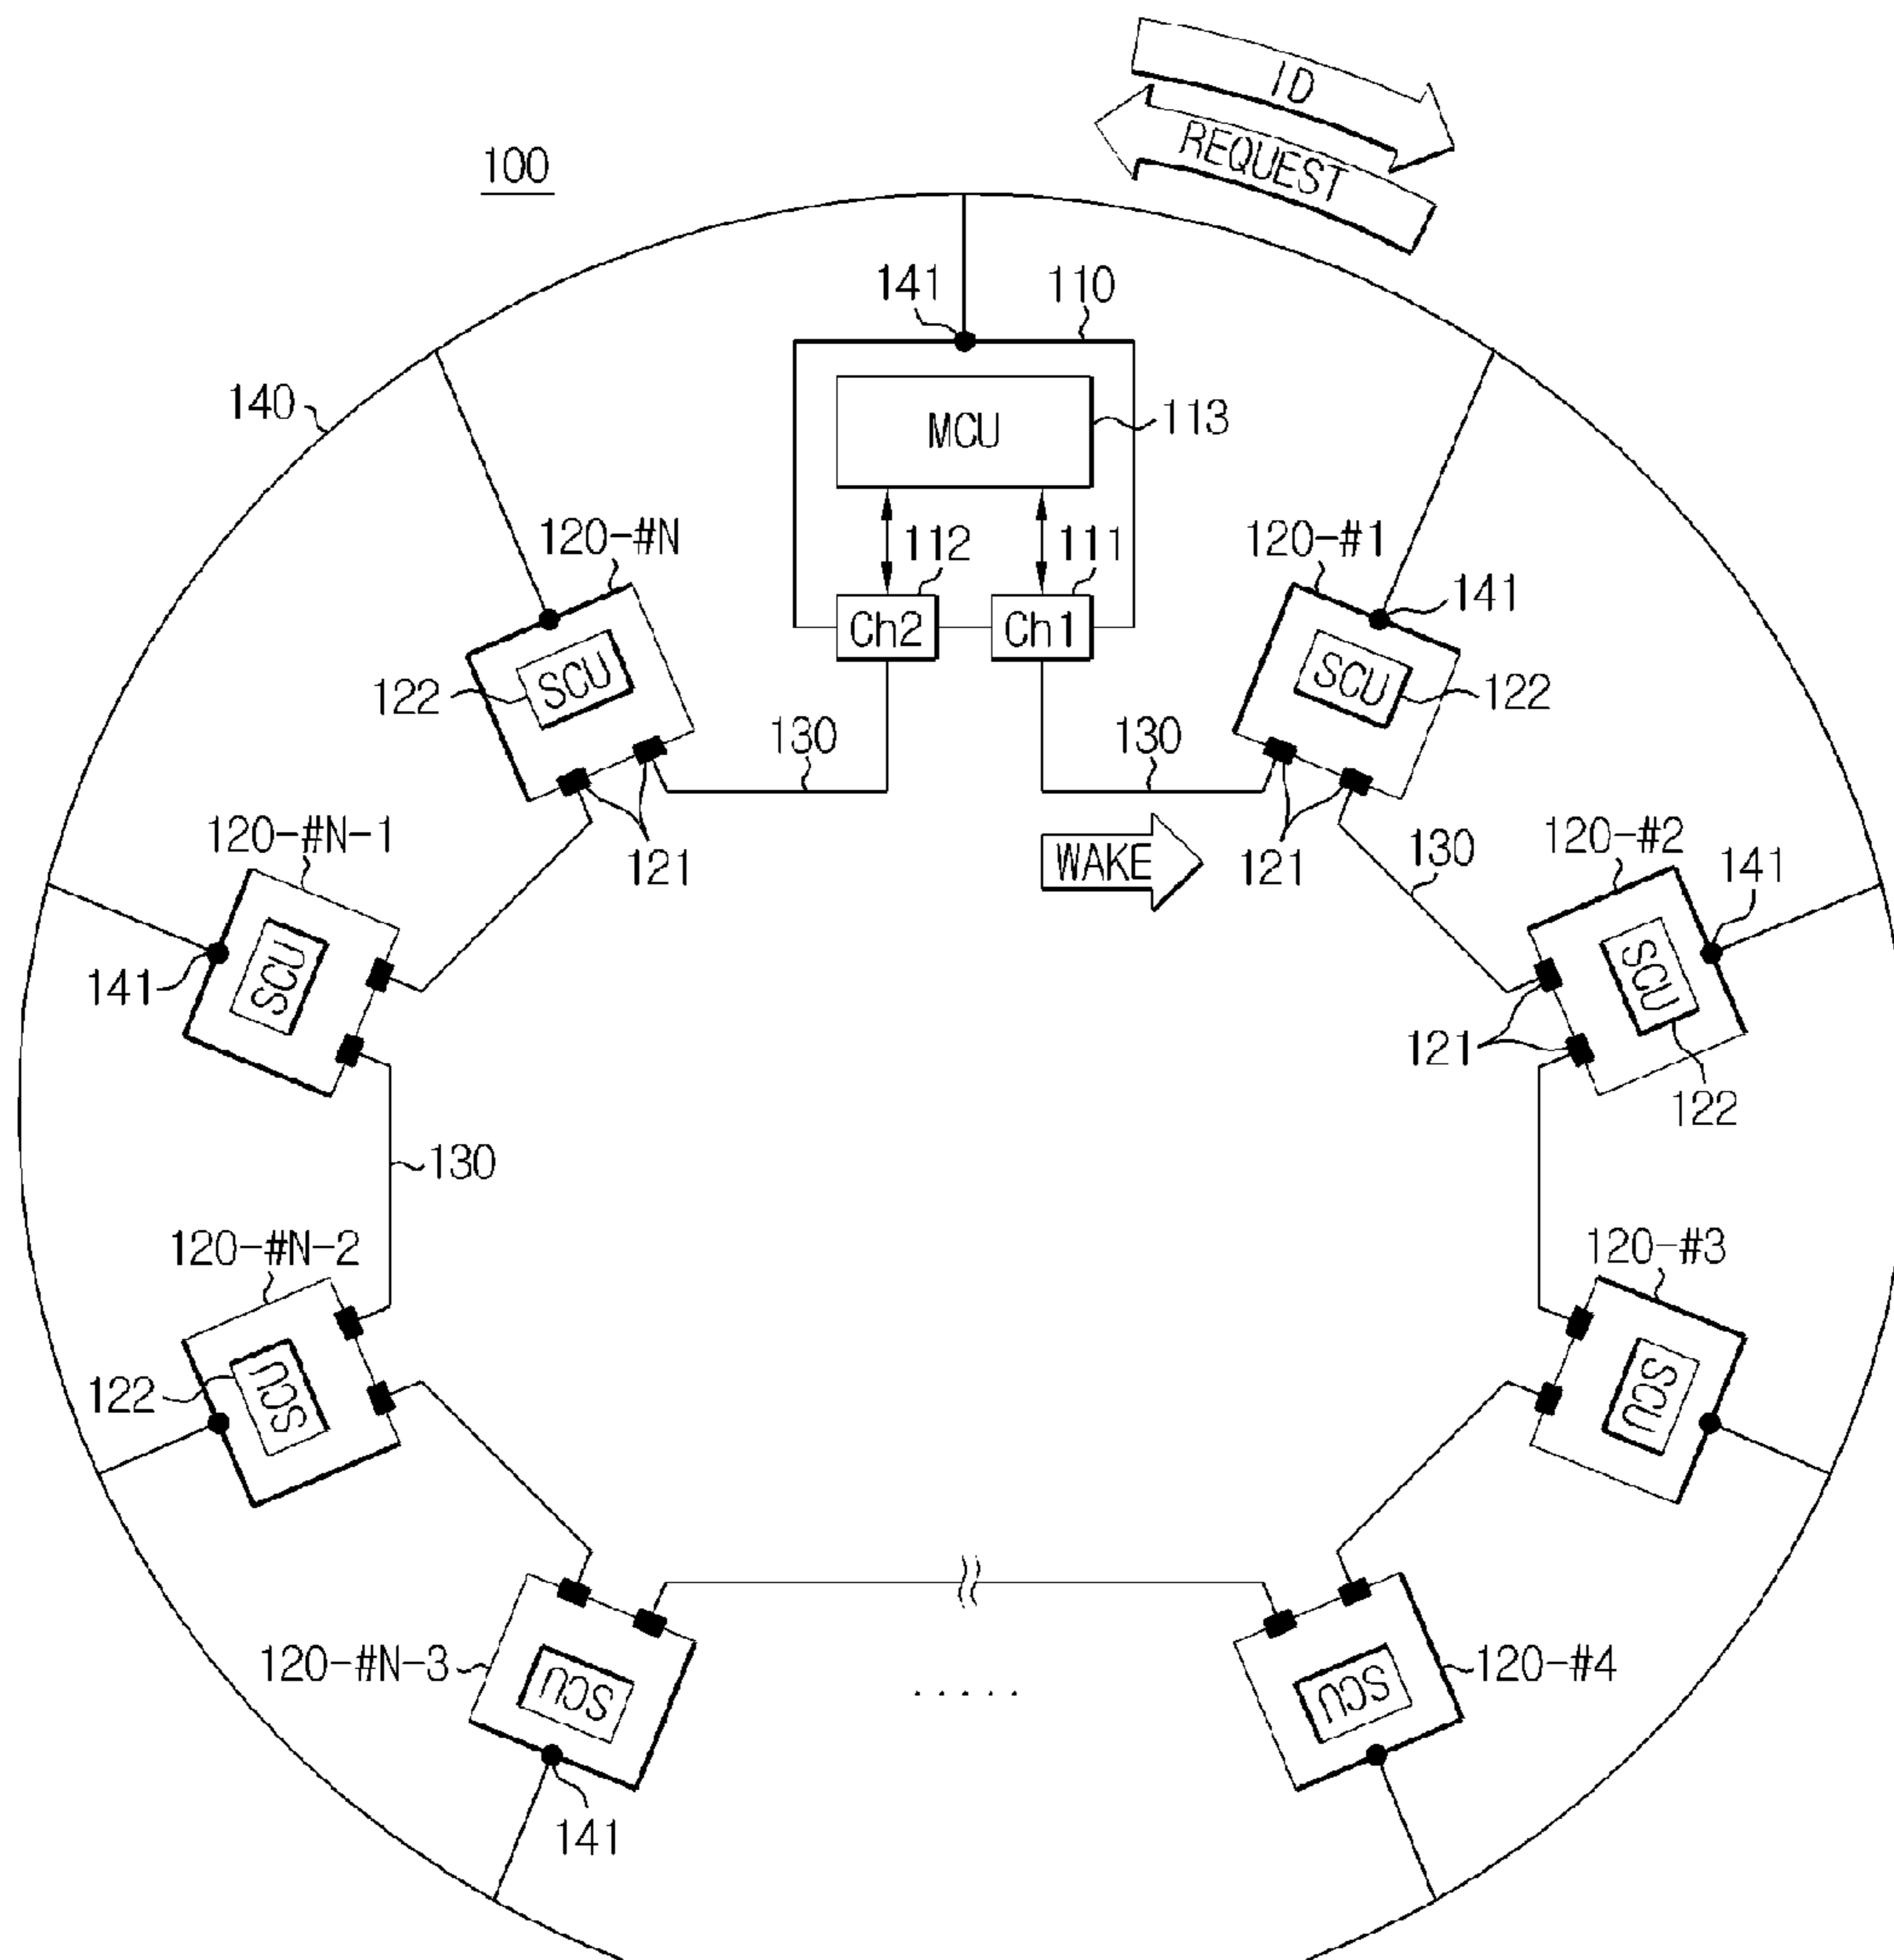 ID
REQUEST
100
141
110
140
MCU
113
120-#N
112
111
120-#1
141
Ch2
Ch1
122
SCU
SCU
122
130
130
120-#N-1
121
WAKE
121
130
120-#2
141
SCU
SCU
141
121
122
130
120-#N-2
120-#3
122
SCU
SCU
120-#N-3
SCU
.....
SCU
120-#4
141